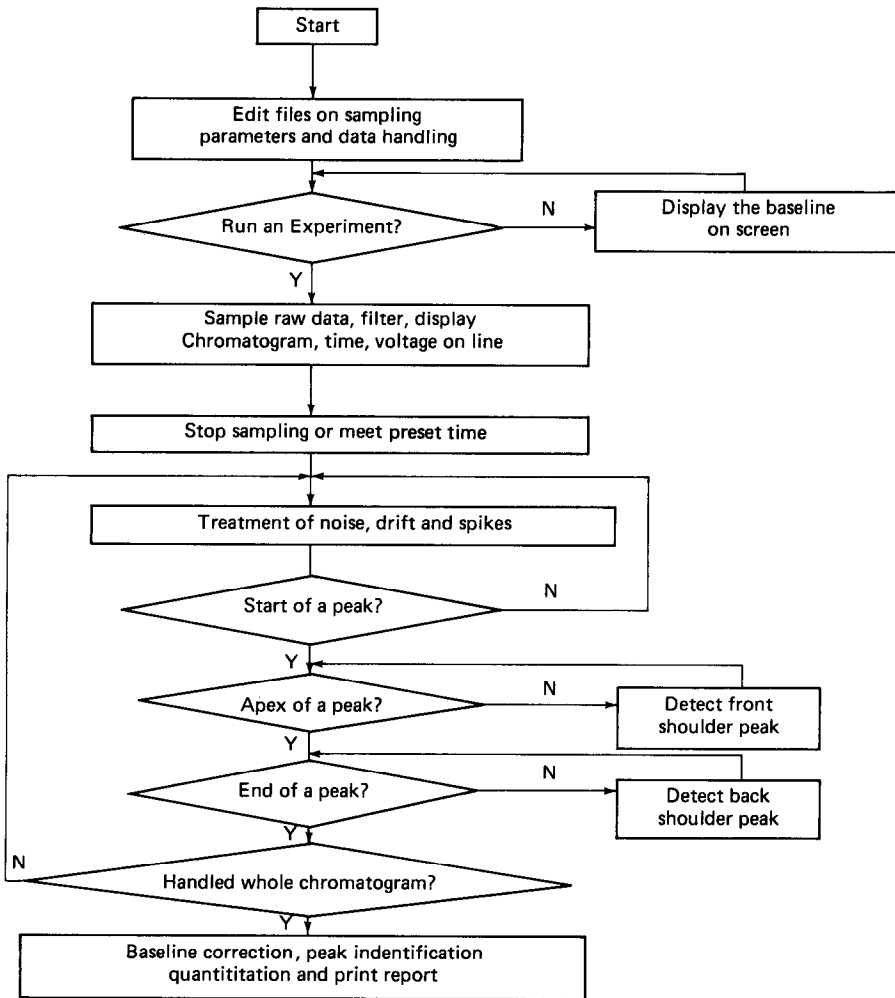 Start
Edit files on sampling
parameters and data handling
Run an Experiment?
N
Display the baseline
on screen
Y
Sample raw data, filter, display
Chromatogram, time, voltage on line
Stop sampling or meet preset time
Treatment of noise, drift and spikes
Start of a peak?
N
Y
Apex of a peak?
N
Detect front
shoulder peak
Y
End of a peak?
N
Detect back
shoulder peak
Y
N
Handled whole chromatogram?
Y
Baseline correction, peak indentification
quantititation and print report